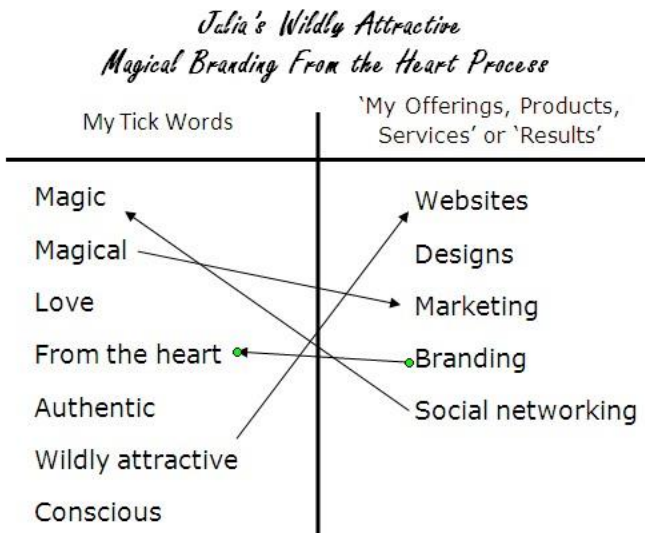 Julia's Wildly Attractive
Magical Branding From the Heart Process
My Tick Words
'My Offerings, Products,
Services' or 'Results'
Magic
Magical
Love
From the heart
Authentic
Wildly attractive
Conscious
Websites
Designs
Marketing
Branding
Social networking